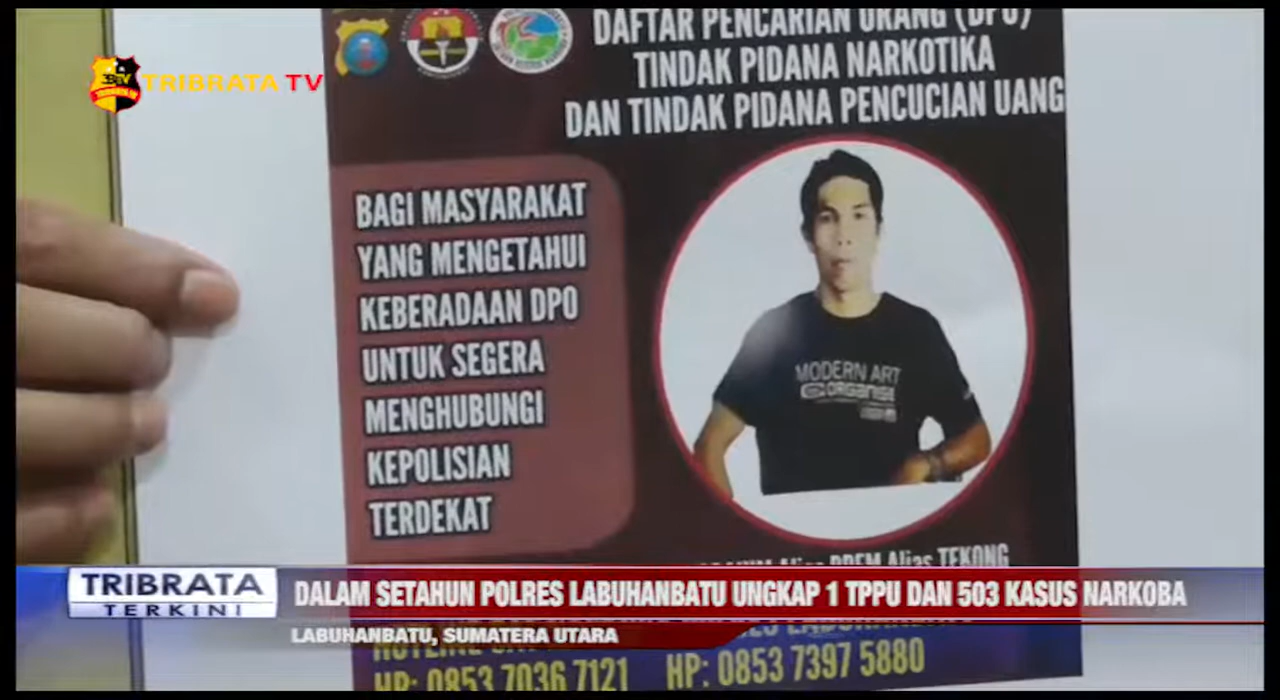 TRIBRATA TV
DAFTAR PENCARIAN ORANG (DPO)
TINDAK PIDANA NARKOTIKA
DAN TINDAK PIDANA PENCUCIAN UANG
BAGI MASYARAKAT
YANG MENGETAHUI
KEBERADAAN DPO
UNTUK SEGERA
MENGHUBUNGI
KEPOLISIAN
TERDEKAT
MODERN ART
ORGANISE
Alias TEKONG
TRIBRATA
TERKINI
DALAM SETAHUN POLRES LABUHANBATU UNGKAP 1 TPPU DAN 503 KASUS NARKOBA
LABUHANBATU, SUMATERA UTARA
HP: 0853 7036 7121 HP: 0853 7397 5880